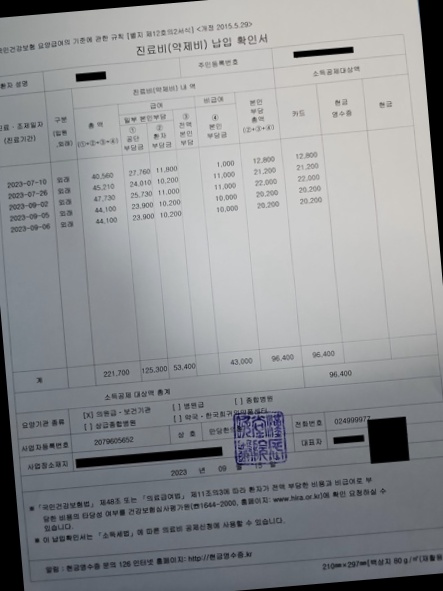 국민건강보험 요양급여의 기준에 관한 규칙 [별지 제12호의2서식] <개정 2015.5.29>
진료비(약제비) 납입 확인서
환자 성명
주민등록번호
진료비(약제비) 내 역
소득공제대상액
진료·조제일자
(진료기간)
구분
(입원
,외래)
총 액
(①+②+③+④)
급여
일부 본인부담
①
공단
부담금
②
환자
부담금
③
전액
본인
부담
비급여
④
본인
부담금
본인
부담
총액
(②+③+④)
카드
현금
영수증
현금
2023-07-10 외래 40,560 27,760 11,800 1,000 12,800 12,800
2023-07-26 외래 45,210 24,010 10,200 11,000 21,200 21,200
2023-09-02 외래 47,730 25,730 11,000 11,000 22,000 22,000
2023-09-05 외래 44,100 23,900 10,200 10,000 20,200 20,200
2023-09-06 외래 44,100 23,900 10,200 10,000 20,200 20,200
계 221,700 125,300 53,400 43,000 96,400 96,400
소득공제 대상액 총계 96,400
요양기관 종류
[X] 의원급·보건기관 [ ] 병원급 [ ] 종합병원
[ ] 상급종합병원 [ ] 약국·한국희귀의약품센터
사업자등록번호 2079605652 상 호 전화번호 024999977
사업장소재지 대표자
2023 년 09 월 15 일
※「국민건강보험법」 제48조 또는 「의료급여법」 제11조의3에 따라 환자가 전액 부담한 비용과 비급여로 부
담한 비용의 타당성 여부를 건강보험심사평가원(☎1644-2000, 홈페이지: www.hira.or.kr)에 확인 요청하실 수
있습니다.
※ 이 납입확인서는 「소득세법」에 따른 의료비 공제신청에 사용할 수 있습니다.
알림 : 현금영수증 문의 126 인터넷 홈페이지: http://현금영수증.kr
210㎜×297㎜[백상지 80ｇ/㎡(재활용